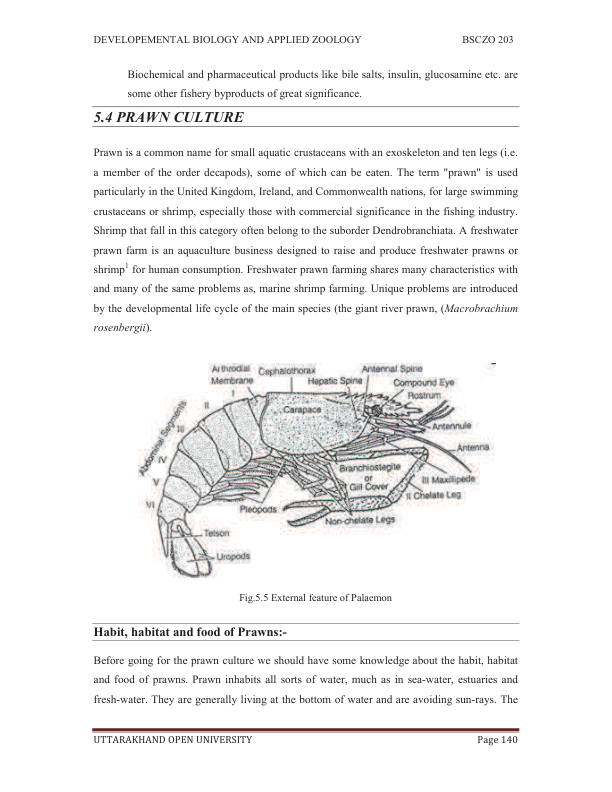 DEVELOPEMENTAL BIOLOGY AND APPLIED ZOOLOGY BSCZO 203
Biochemical and pharmaceutical products like bile salts, insulin, glucosamine etc. are
some other fishery byproducts of great significance.
5.4 PRAWN CULTURE
Prawn is a common name for small aquatic crustaceans with an exoskeleton and ten legs (i.e.
a member of the order decapods), some of which can be eaten. The term "prawn" is used
particularly in the United Kingdom, Ireland, and Commonwealth nations, for large swimming
crustaceans or shrimp, especially those with commercial significance in the fishing industry.
Shrimp that fall in this category often belong to the suborder Dendrobranchiata. A freshwater
prawn farm is an aquaculture business designed to raise and produce freshwater prawns or
shrimp1 for human consumption. Freshwater prawn farming shares many characteristics with
and many of the same problems as, marine shrimp farming. Unique problems are introduced
by the developmental life cycle of the main species (the giant river prawn, (Macrobrachium
rosenbergii).
Arthrodial
Membrane
Cephalothorax
Hepatic Spine
Antennal Spine
Compound Eye
Rostrum
Carapace
Antennule
Antenna
Abdominal Segments
I
II
III
IV
V
VI
Branchiostegite
or
Gill Cover
III Maxillipede
II Chelate Leg
Pleopods
Non-chelate Legs
Telson
Uropods
Fig.5.5 External feature of Palaemon
Habit, habitat and food of Prawns:-
Before going for the prawn culture we should have some knowledge about the habit, habitat
and food of prawns. Prawn inhabits all sorts of water, much as in sea-water, estuaries and
fresh-water. They are generally living at the bottom of water and are avoiding sun-rays. The
UTTARAKHAND OPEN UNIVERSITY Page 140